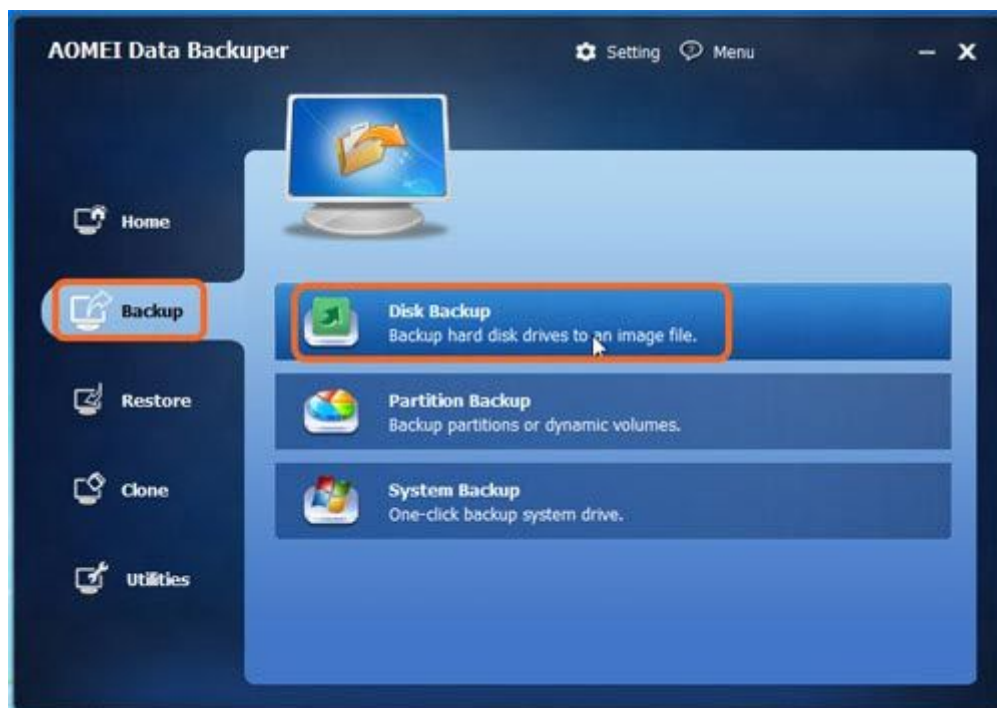 AOMEI Data Backuper
Setting
Menu
Home
Backup
Disk Backup
Backup hard disk drives to an image file.
Restore
Partition Backup
Backup partitions or dynamic volumes.
Clone
System Backup
One-click backup system drive.
Utilities